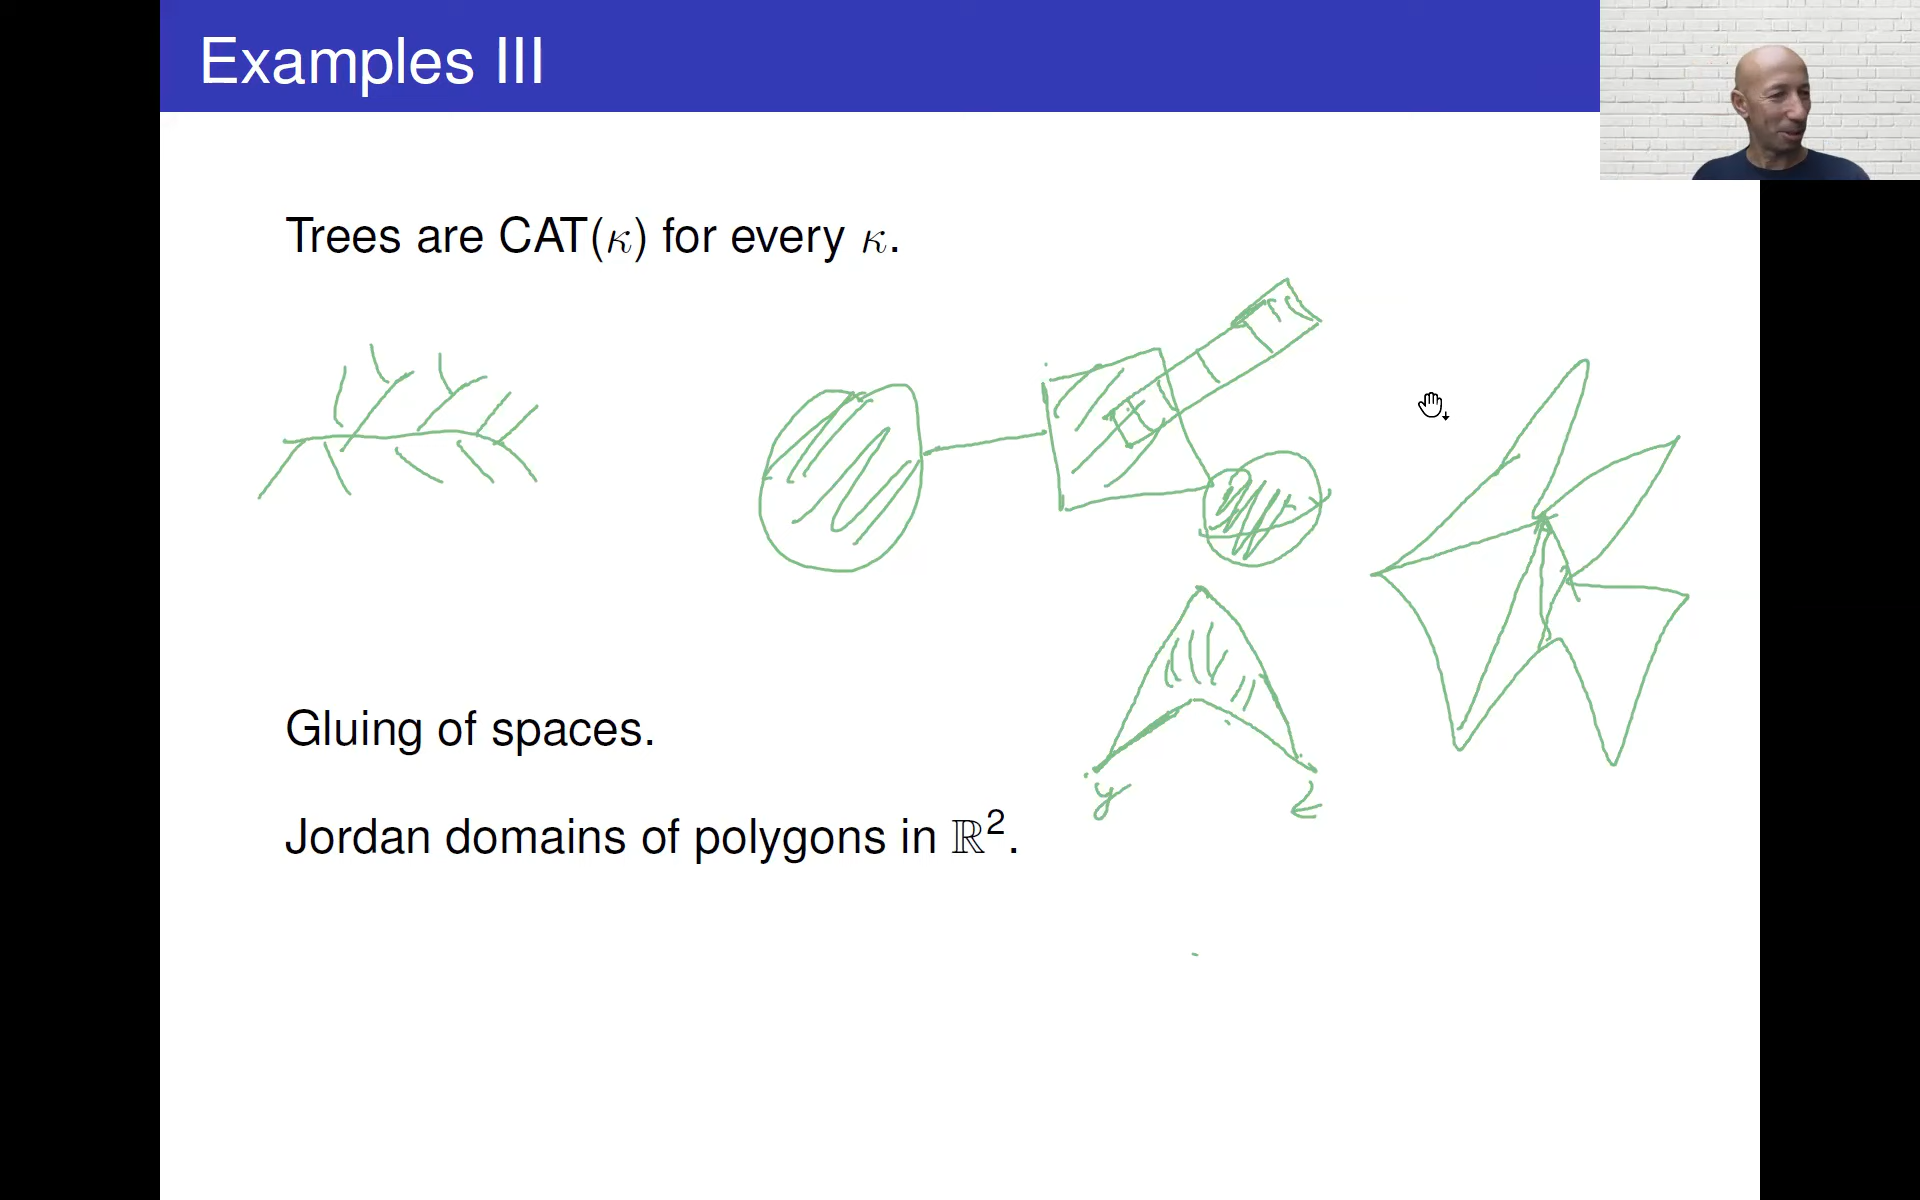 Examples III
Trees are CAT(κ) for every κ.
Gluing of spaces.
y z
Jordan domains of polygons in ℝ².